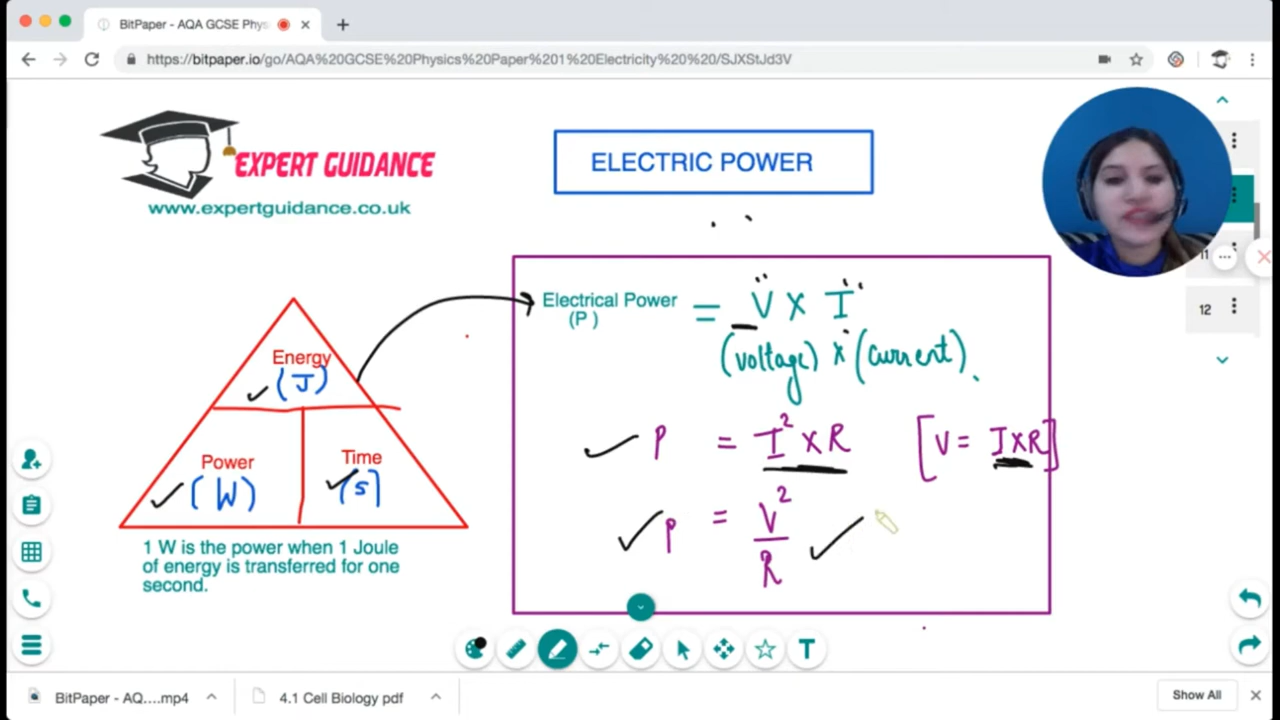 BitPaper - AQA GCSE Phys
https://bitpaper.io/go/AQA%20GCSE%20Physics%20Paper%201%20Electricity%20%20/SJXStJd3V
EXPERT GUIDANCE
www.expertguidance.co.uk
ELECTRIC POWER
11
12
Electrical Power
(P)
= V X I
(voltage) x (current).
P = I² X R [V = I X R]
P = V²
R
Energy
(J)
Power
(W)
Time
(s)
1 W is the power when 1 Joule
of energy is transferred for one
second.
T
BitPaper - AQ....mp4
4.1 Cell Biology pdf
Show All